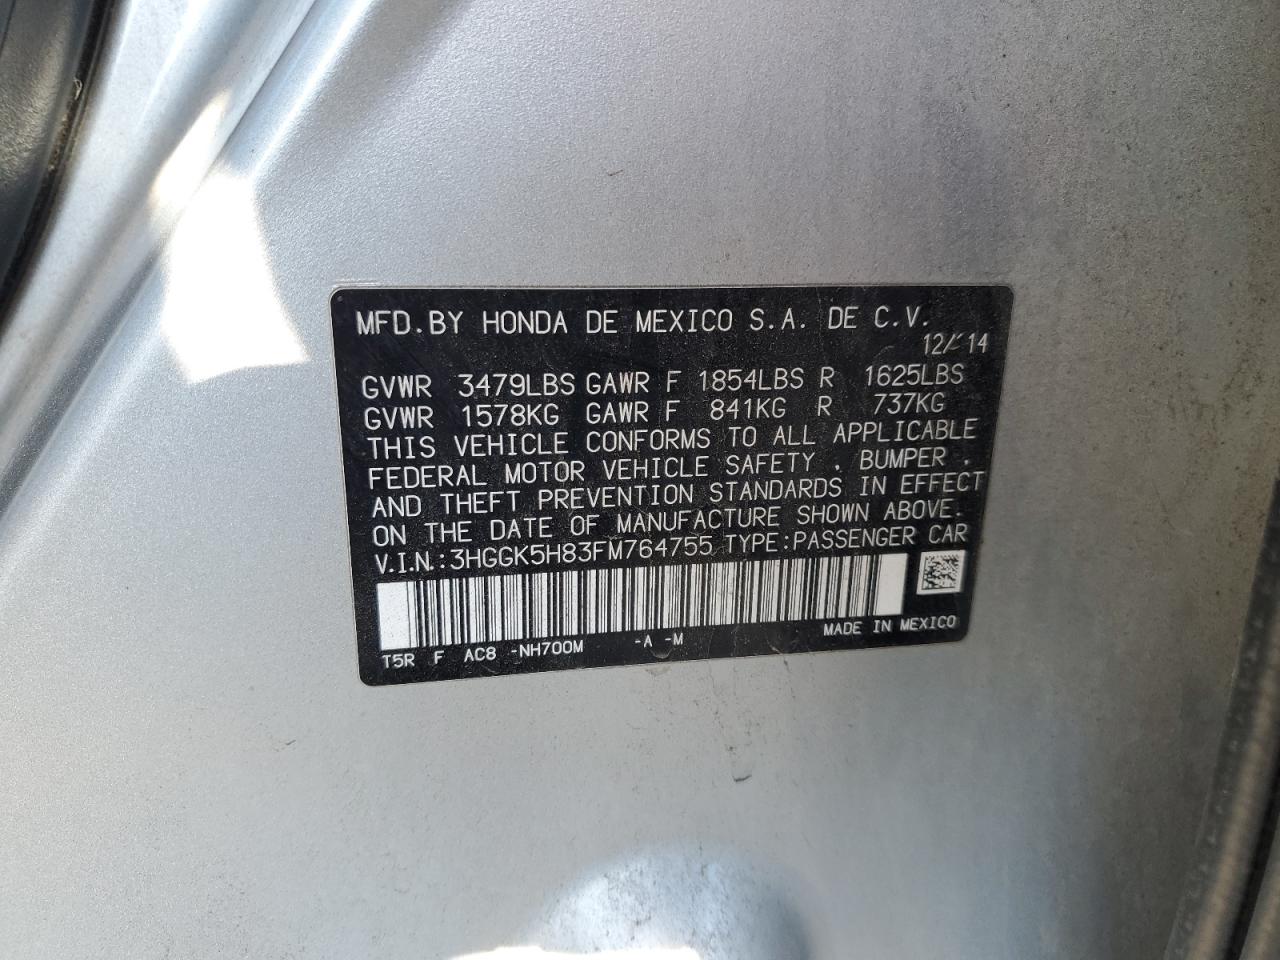 MFD.BY HONDA DE MEXICO S.A. DE C.V.
12/14
GVWR 3479LBS GAWR F 1854LBS R 1625LBS
GVWR 1578KG GAWR F 841KG R 737KG
THIS VEHICLE CONFORMS TO ALL APPLICABLE
FEDERAL MOTOR VEHICLE SAFETY , BUMPER ,
AND THEFT PREVENTION STANDARDS IN EFFECT
ON THE DATE OF MANUFACTURE SHOWN ABOVE.
V.I.N.:3HGGK5H83FM764755 TYPE:PASSENGER CAR
T5R F AC8 -NH700M -A -M MADE IN MEXICO